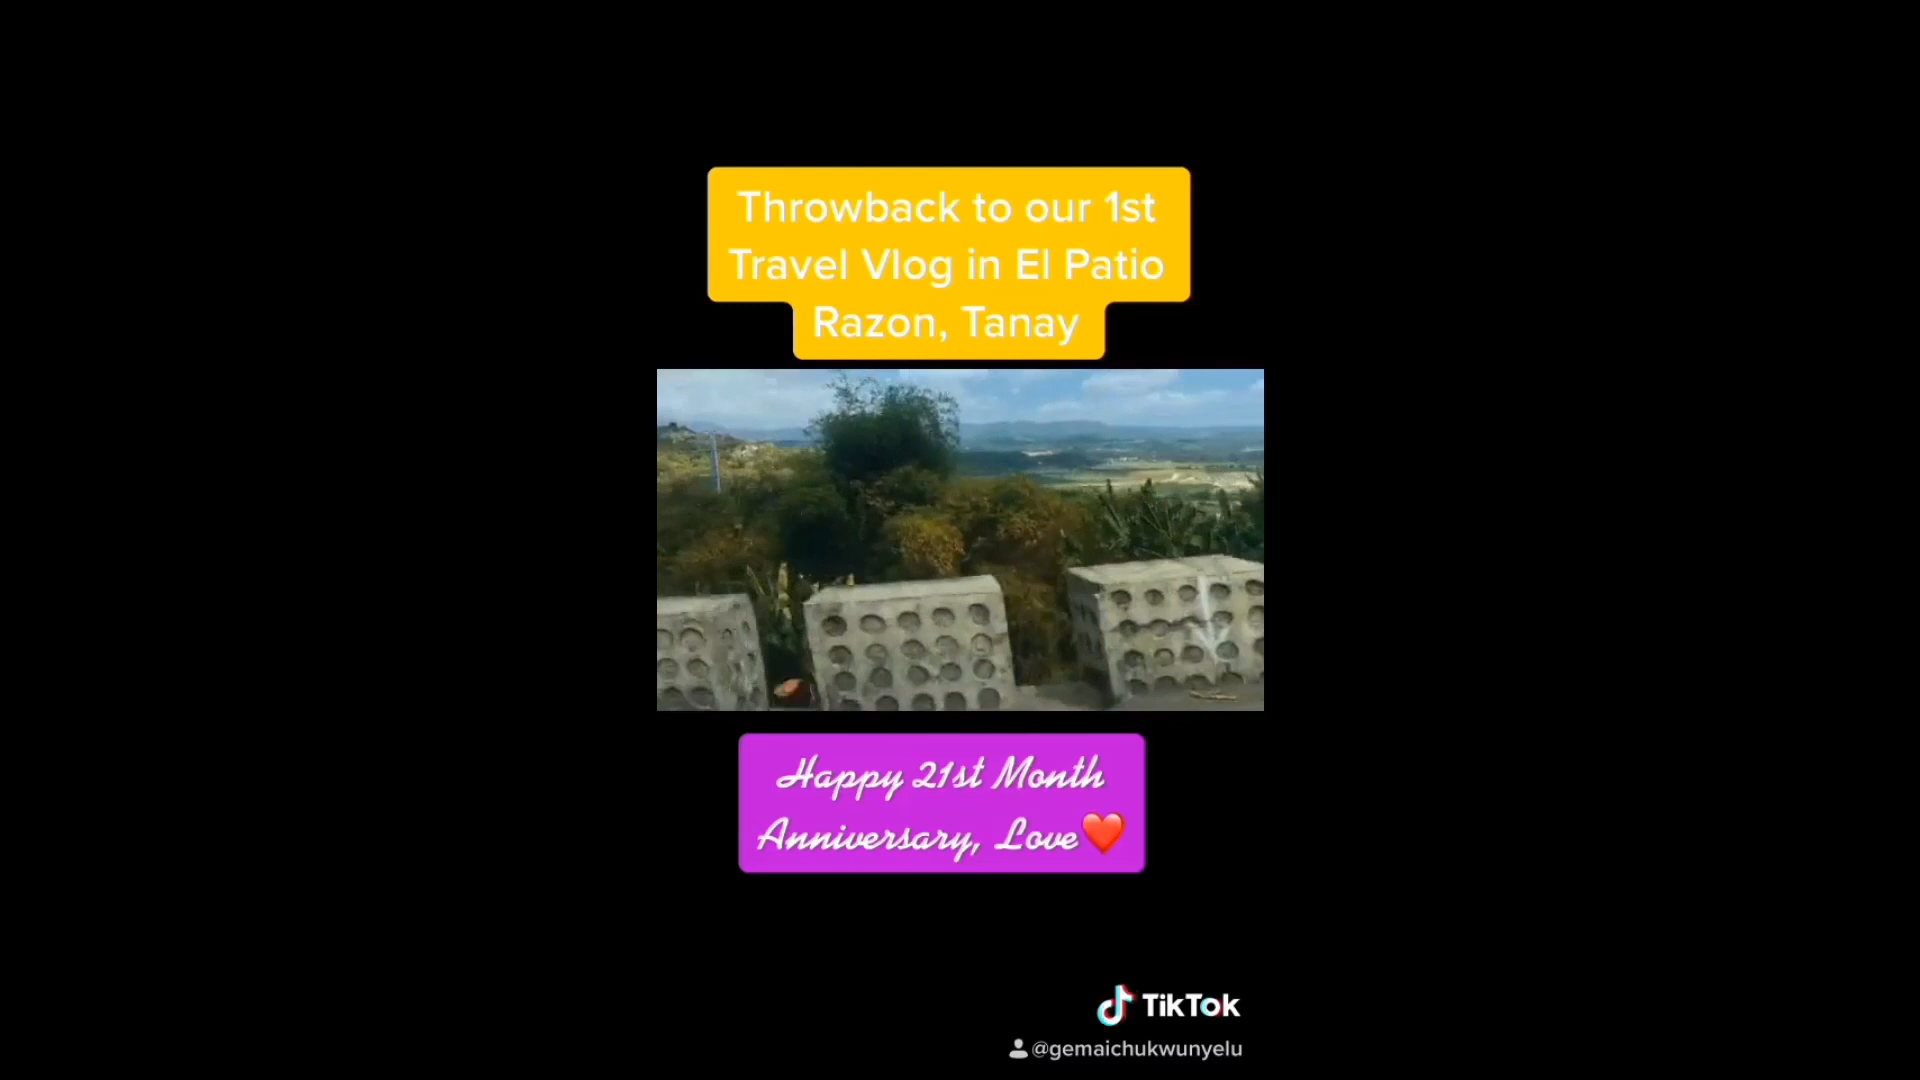 Throwback to our 1st
Travel Vlog in El Patio
Razon, Tanay
Happy 21st Month
Anniversary, Love❤️
TikTok
@gemaichukwunyelu